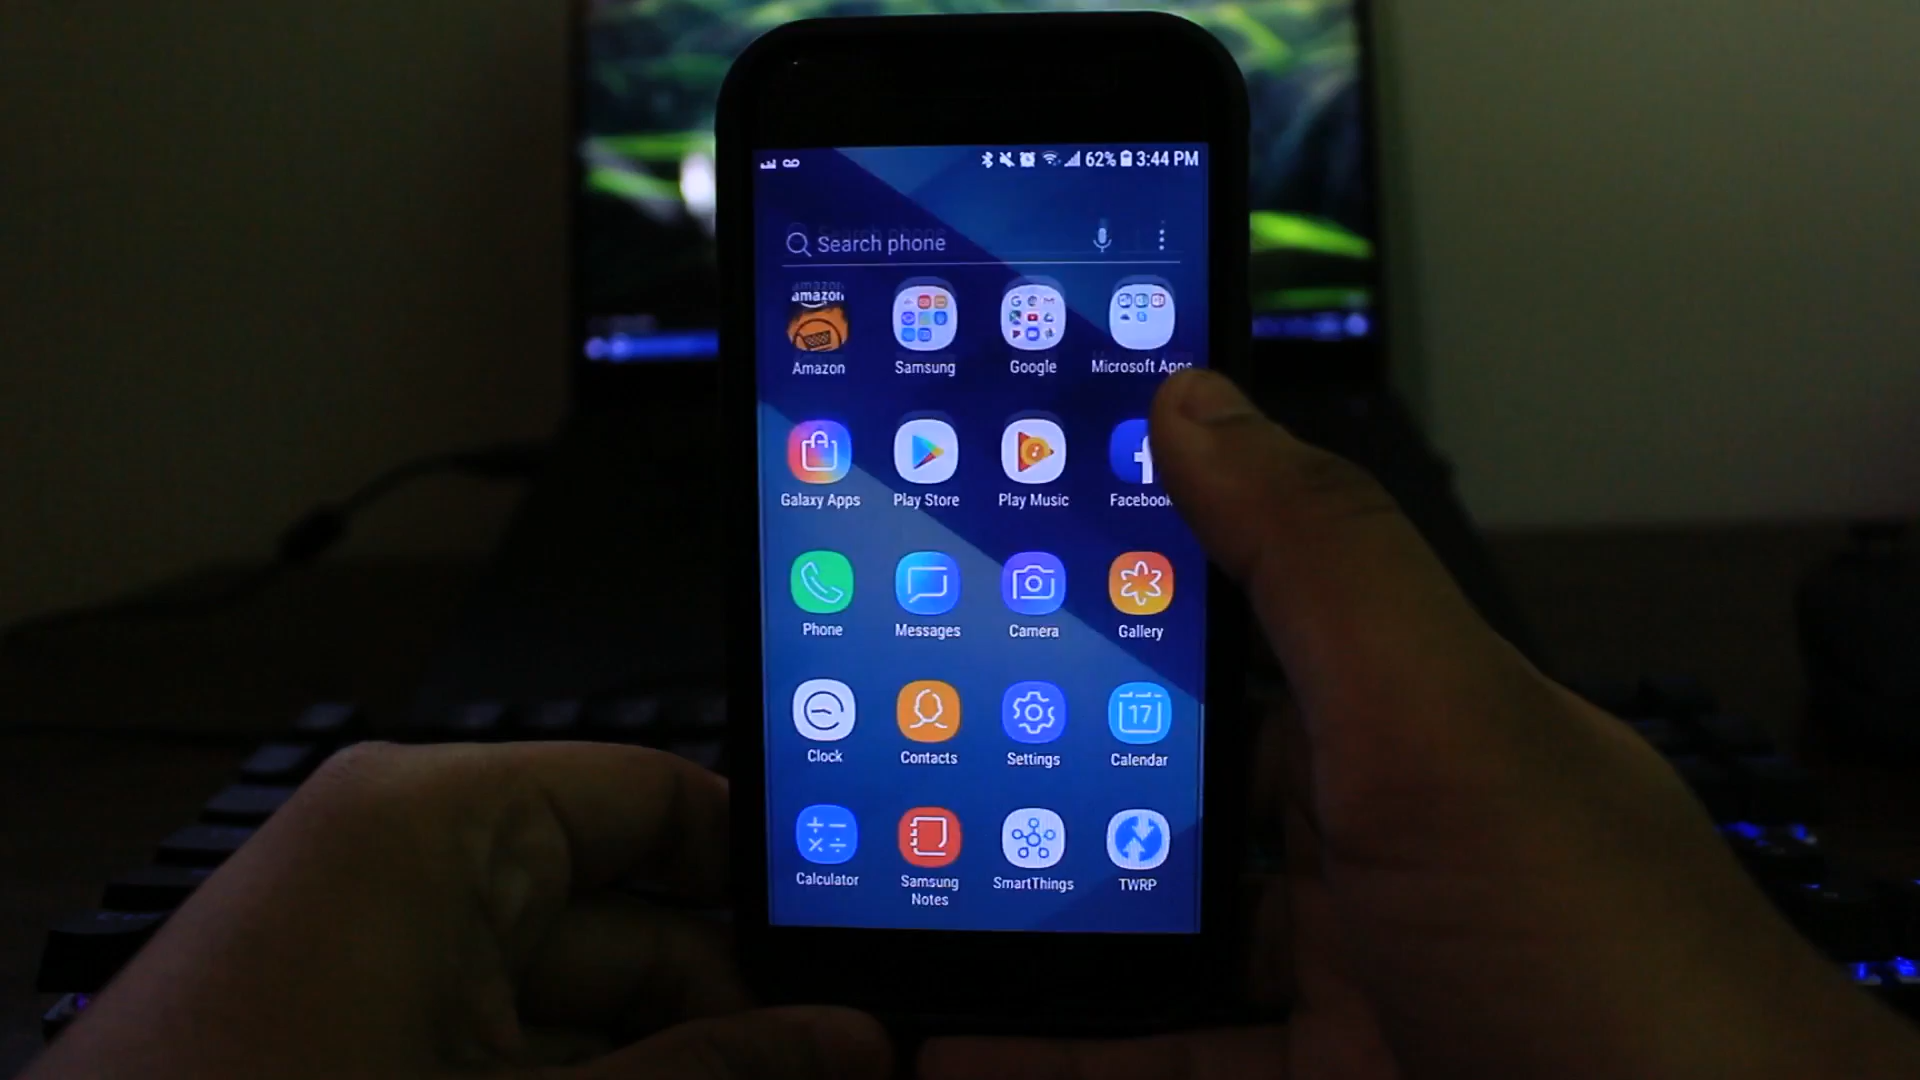 62% 3:44 PM
Search phone
amazon
Amazon Samsung Google Microsoft Apps
Galaxy Apps Play Store Play Music Facebook
Phone Messages Camera Gallery
17
Clock Contacts Settings Calendar
Calculator Samsung Notes SmartThings TWRP